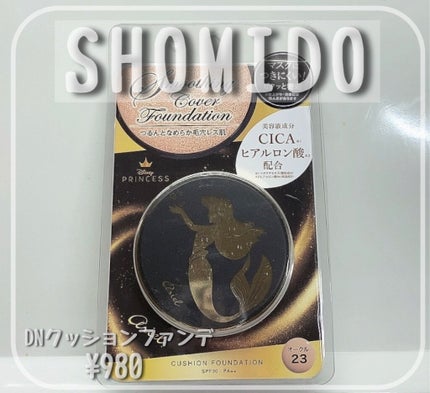 SHOMIDO
Smoothing
Cover
Foundation
つるんとなめらか毛穴レス肌
マスクに
つきにくい!
美容液成分
CICA
ヒアルロン酸
配合
Disney
PRINCESS
Ariel
DNクッションファンデ
¥980
CUSHION FOUNDATION
SPF30・PA++
オークル
23